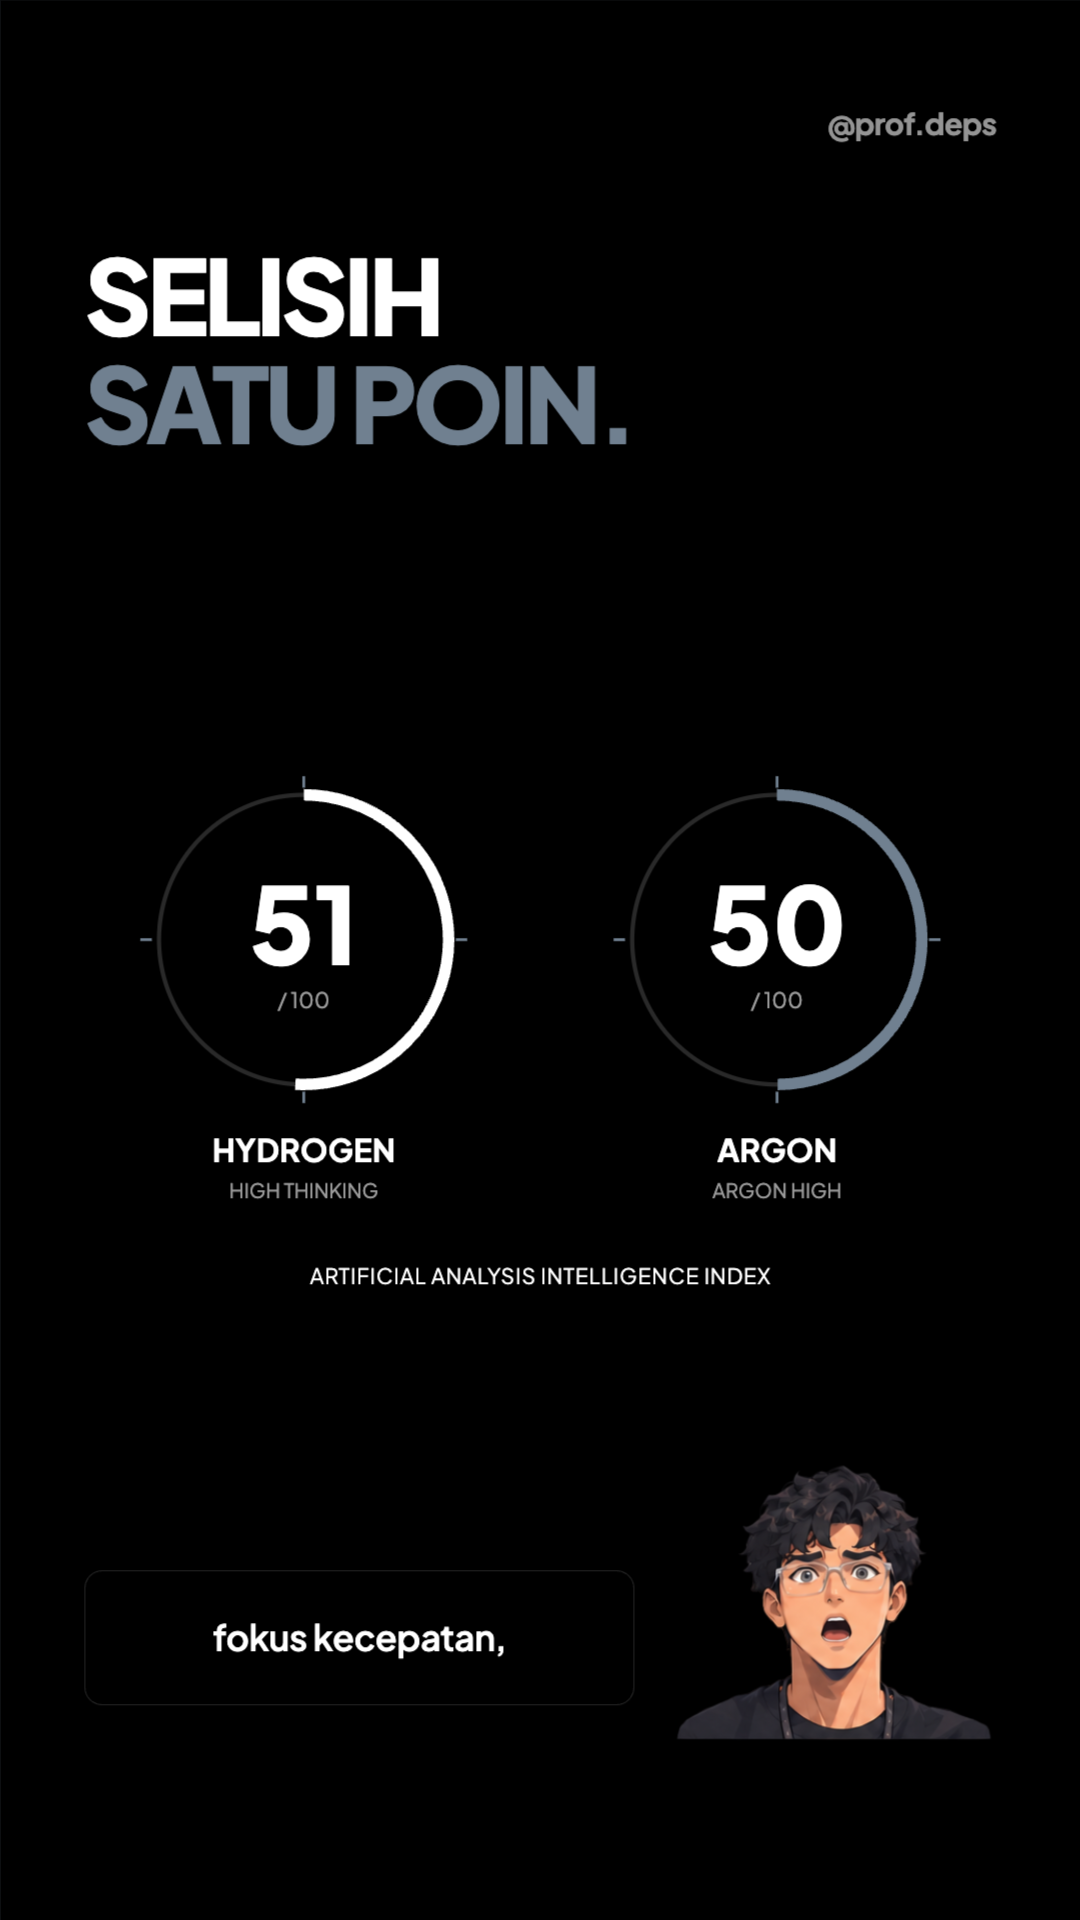 @prof.deps
SELISIH
SATU POIN.
51
/100
HYDROGEN
HIGH THINKING
50
/100
ARGON
ARGON HIGH
ARTIFICIAL ANALYSIS INTELLIGENCE INDEX
fokus kecepatan,